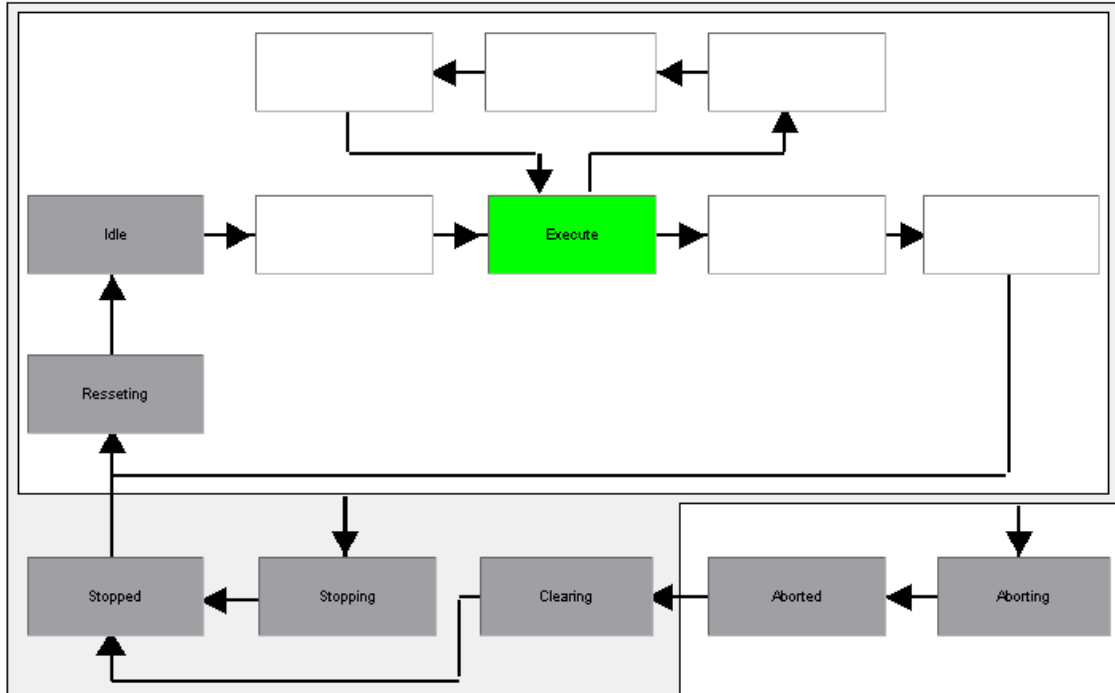 Idle
Execute
Resseting
Stopped
Stopping
Clearing
Aborted
Aborting